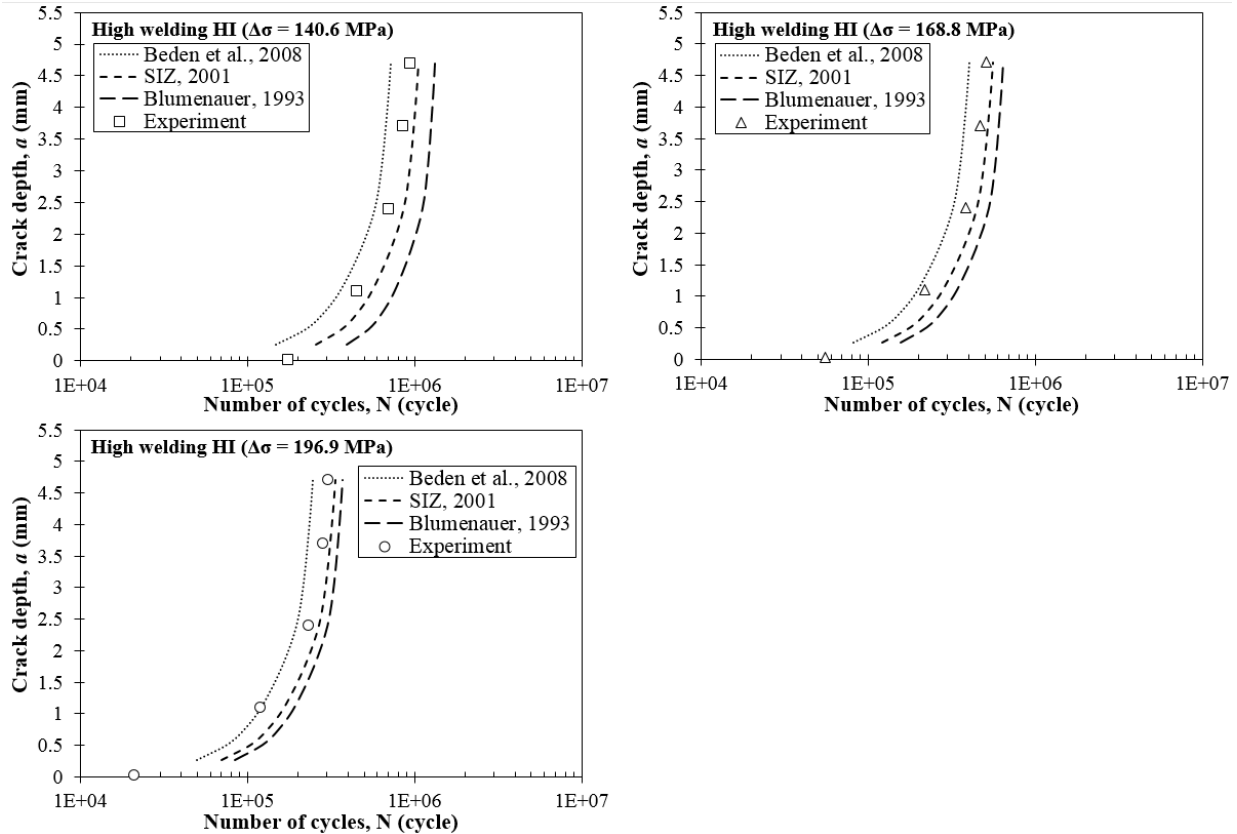 High welding HI (Δσ = 140.6 MPa)
Beden et al., 2008
SIZ, 2001
Blumenauer, 1993
Experiment
5.5
5
4.5
4
3.5
3
2.5
2
1.5
1
0.5
0
Crack depth, a (mm)
1E+04
1E+05
1E+06
1E+07
Number of cycles, N (cycle)
High welding HI (Δσ = 168.8 MPa)
Beden et al., 2008
SIZ, 2001
Blumenauer, 1993
Experiment
5.5
5
4.5
4
3.5
3
2.5
2
1.5
1
0.5
0
Crack depth, a (mm)
1E+04
1E+05
1E+06
1E+07
Number of cycles, N (cycle)
High welding HI (Δσ = 196.9 MPa)
Beden et al., 2008
SIZ, 2001
Blumenauer, 1993
Experiment
5.5
5
4.5
4
3.5
3
2.5
2
1.5
1
0.5
0
Crack depth, a (mm)
1E+04
1E+05
1E+06
1E+07
Number of cycles, N (cycle)